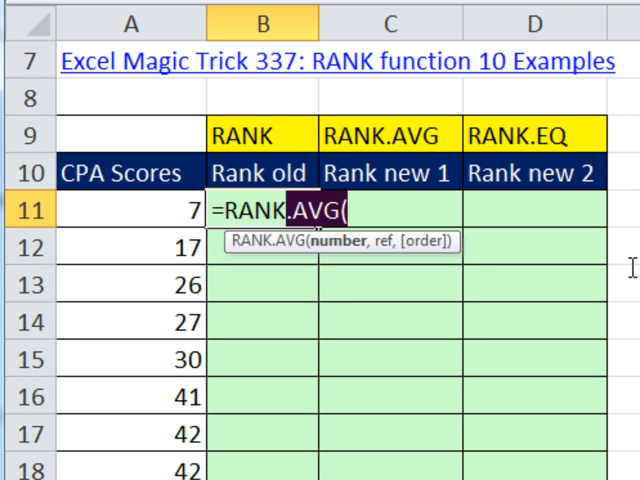 A B C D
7 Excel Magic Trick 337: RANK function 10 Examples
8
9 RANK RANK.AVG RANK.EQ
10 CPA Scores Rank old Rank new 1 Rank new 2
11 7 =RANK.AVG(
RANK.AVG(number, ref, [order])
12 17
13 26
14 27
15 30
16 41
17 42
18 42